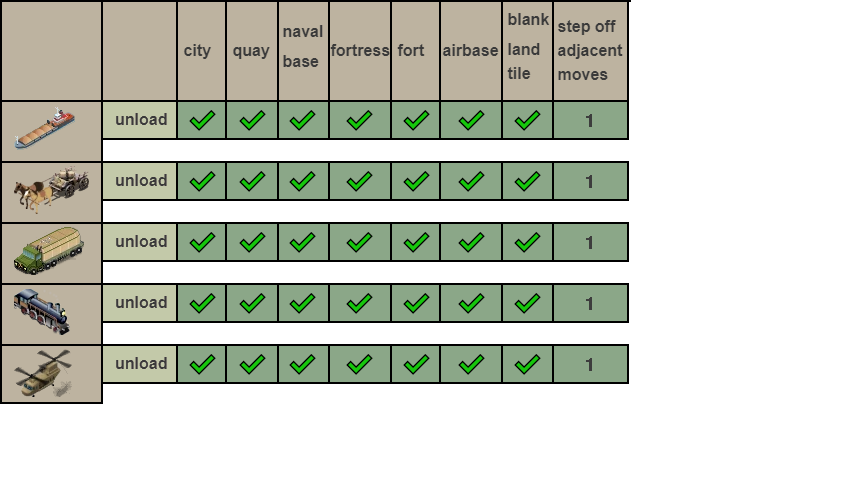 city
quay
naval
base
fortress
fort
airbase
blank
land
tile
step off
adjacent
moves
unload
1
unload
1
unload
1
unload
1
unload
1